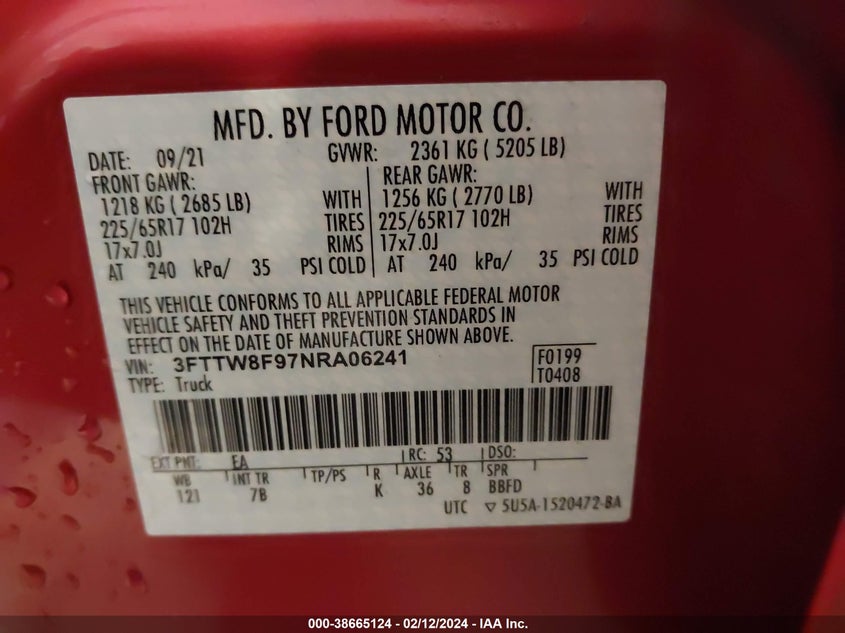 MFD. BY FORD MOTOR CO.
DATE: 09/21 GVWR: 2361 KG ( 5205 LB)
FRONT GAWR: REAR GAWR:
1218 KG ( 2685 LB) WITH 1256 KG ( 2770 LB) WITH
225/65R17 102H TIRES 225/65R17 102H TIRES
17x7.0J RIMS 17x7.0J RIMS
AT 240 kPa/ 35 PSI COLD AT 240 kPa/ 35 PSI COLD
THIS VEHICLE CONFORMS TO ALL APPLICABLE FEDERAL MOTOR
VEHICLE SAFETY AND THEFT PREVENTION STANDARDS IN
EFFECT ON THE DATE OF MANUFACTURE SHOWN ABOVE.
VIN: 3FTTW8F97NRA06241 F0199
TYPE: Truck T0408
EXT PNT: EA RC: 53 DSO:
WB INT TR TP/PS R AXLE TR SPR
121 7B K 36 8 BBFD
UTC ▽ 5U5A-1520472-BA
000-38665124 - 02/12/2024 - IAA Inc.